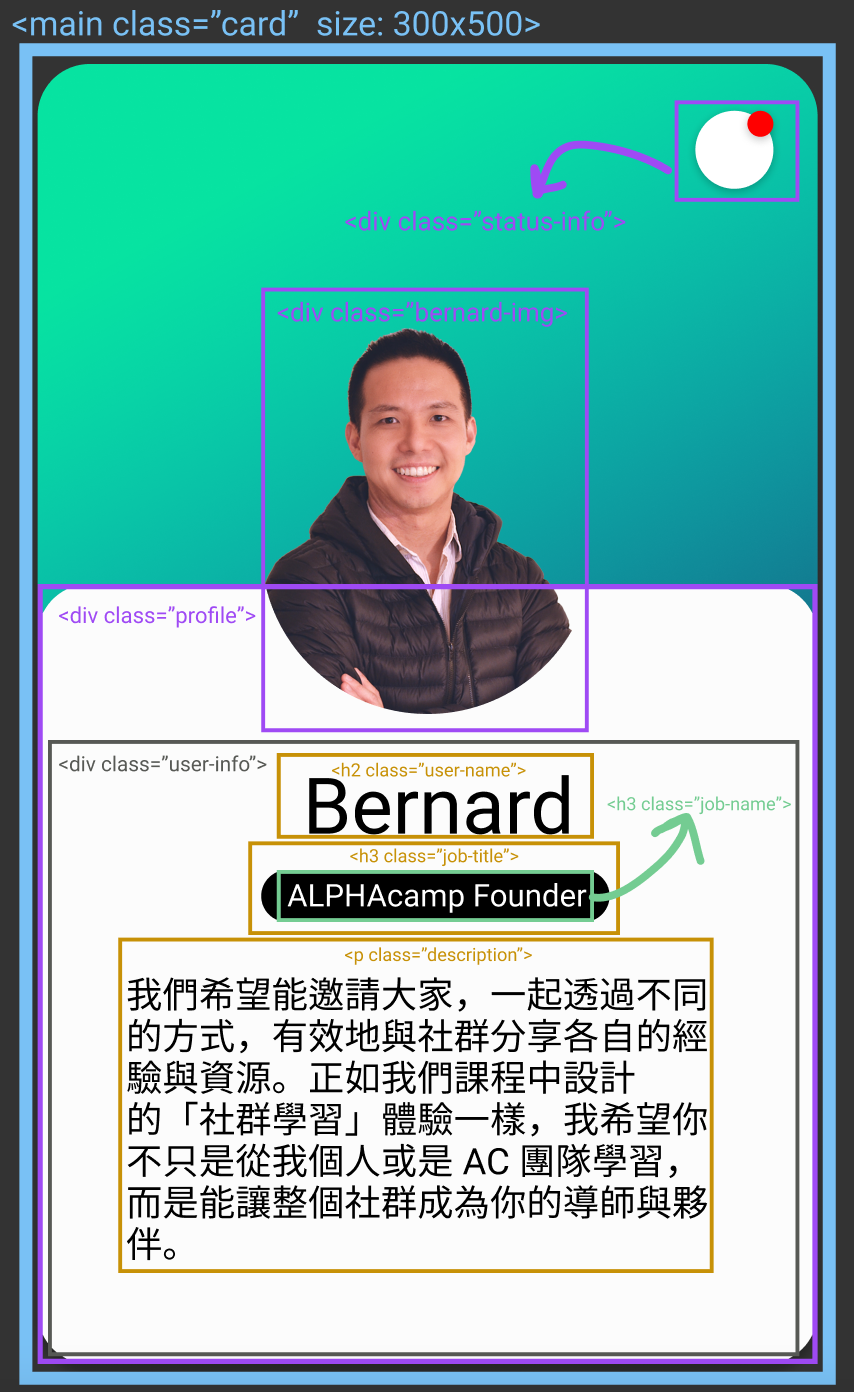 <main class=”card” size: 300x500>
<div class=”status-info”>
<div class=”bernard-img>
<div class=”profile”>
<div class=”user-info”>
<h2 class=”user-name”>
Bernard
<h3 class=”job-name”>
<h3 class=”job-title”>
ALPHAcamp Founder
<p class=”description”>
我們希望能邀請大家，一起透過不同
的方式，有效地與社群分享各自的經
驗與資源。正如我們課程中設計
的「社群學習」體驗一樣，我希望你
不只是從我個人或是 AC 團隊學習，
而是能讓整個社群成為你的導師與夥
伴。